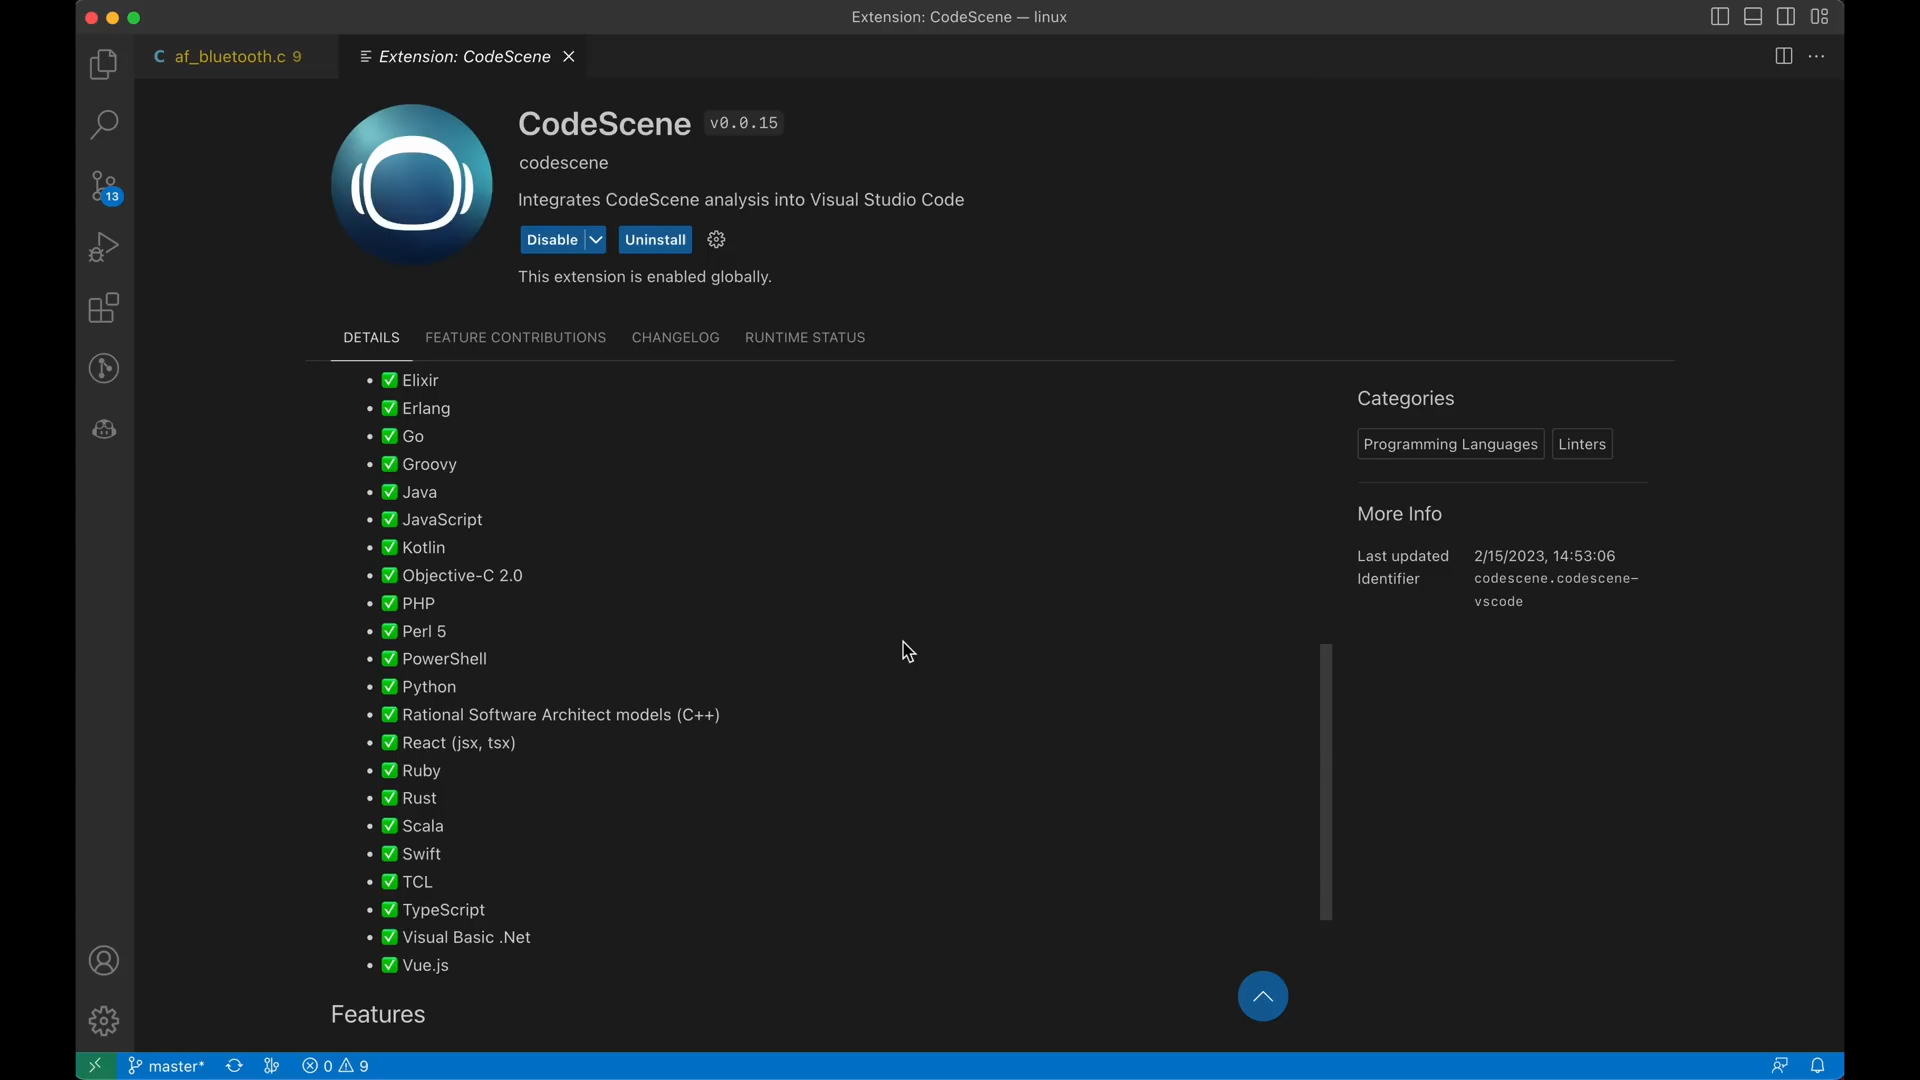 Extension: CodeScene — linux
C af_bluetooth.c 9
Extension: CodeScene
CodeScene v0.0.15
codescene
Integrates CodeScene analysis into Visual Studio Code
Disable
Uninstall
This extension is enabled globally.
DETAILS FEATURE CONTRIBUTIONS CHANGELOG RUNTIME STATUS
13
• ✅ Elixir
• ✅ Erlang
• ✅ Go
• ✅ Groovy
• ✅ Java
• ✅ JavaScript
• ✅ Kotlin
• ✅ Objective-C 2.0
• ✅ PHP
• ✅ Perl 5
• ✅ PowerShell
• ✅ Python
• ✅ Rational Software Architect models (C++)
• ✅ React (jsx, tsx)
• ✅ Ruby
• ✅ Rust
• ✅ Scala
• ✅ Swift
• ✅ TCL
• ✅ TypeScript
• ✅ Visual Basic .Net
• ✅ Vue.js
Features
Categories
Programming Languages Linters
More Info
Last updated 2/15/2023, 14:53:06
Identifier codescene.codescene-
vscode
master* 0 9